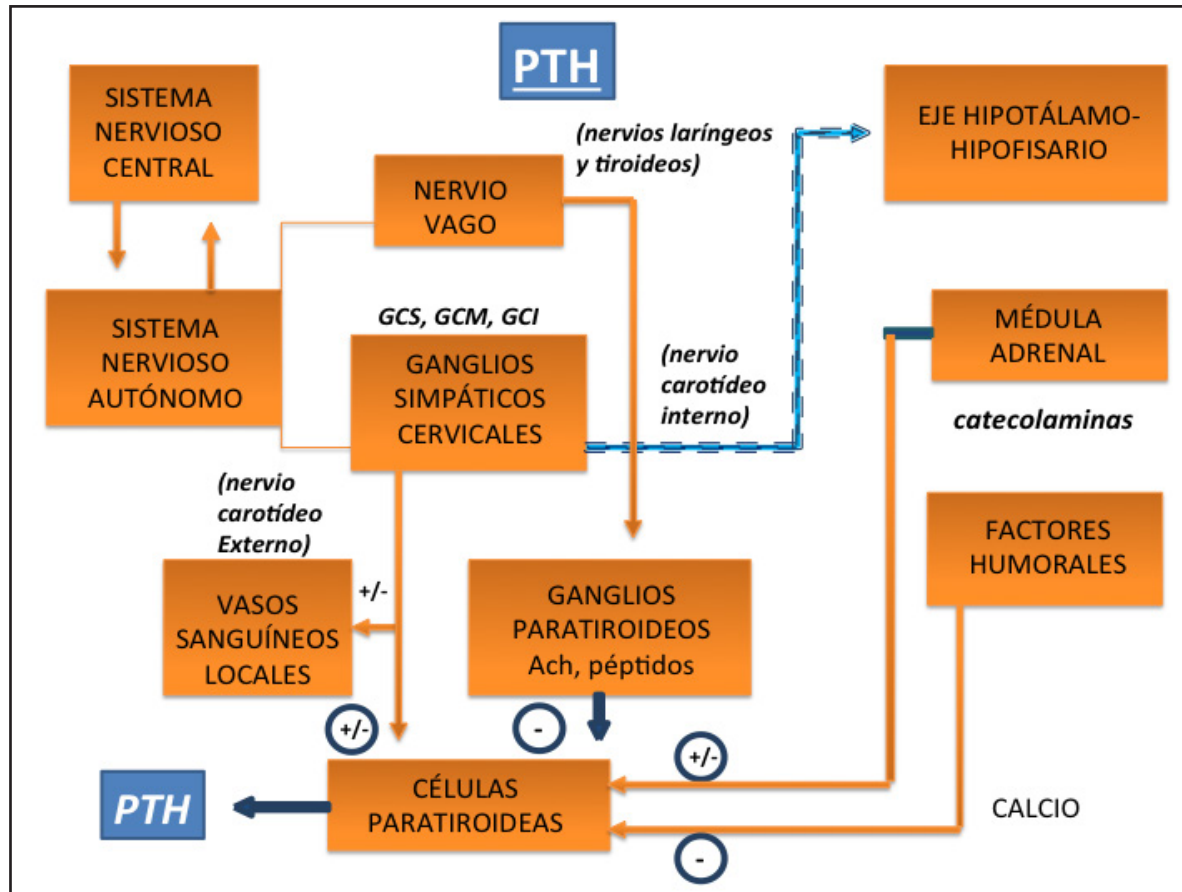 PTH
SISTEMA
NERVIOSO
CENTRAL
(nervios laríngeos
y tiroideos)
EJE HIPOTÁLAMO-
HIPOFISARIO
NERVIO
VAGO
SISTEMA
NERVIOSO
AUTÓNOMO
GCS, GCM, GCI
GANGLIOS
SIMPÁTICOS
CERVICALES
(nervio
carotídeo
interno)
MÉDULA
ADRENAL
catecolaminas
(nervio
carotídeo
Externo)
FACTORES
HUMORALES
VASOS
SANGUÍNEOS
LOCALES
+/-
GANGLIOS
PARATIROIDEOS
Ach, péptidos
+/-
-
+/-
PTH
CÉLULAS
PARATIROIDEAS
CALCIO
-